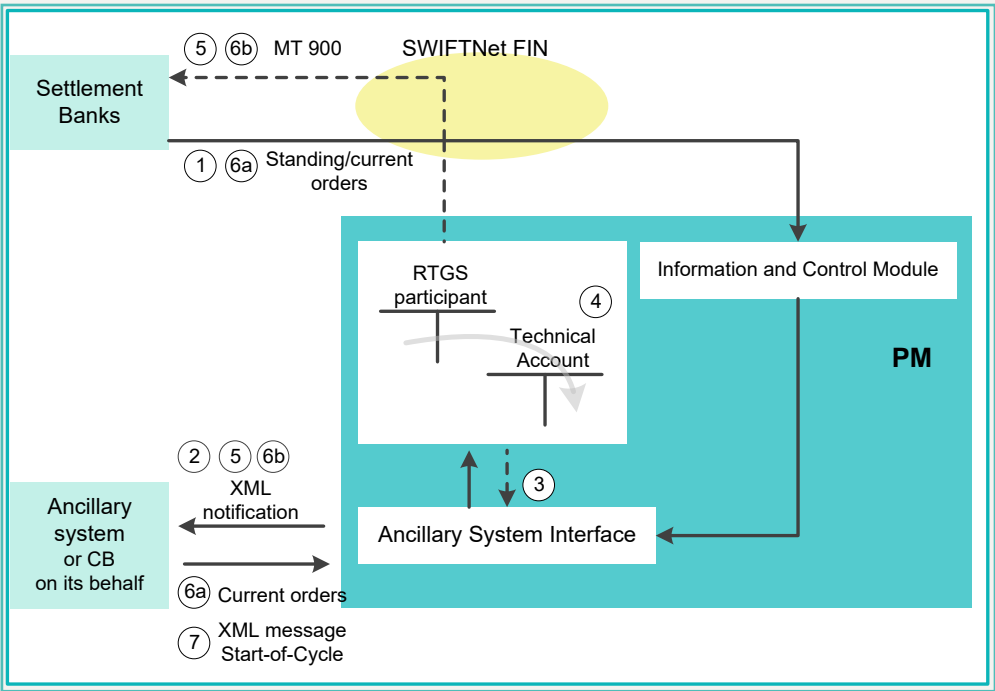 5 6b MT 900
SWIFTNet FIN
Settlement
Banks
1 6a Standing/current
orders
RTGS
participant
4
Technical
Account
Information and Control Module
PM
2 5 6b
XML
notification
3
Ancillary
system
or CB
on its behalf
Ancillary System Interface
6a Current orders
7 XML message
Start-of-Cycle